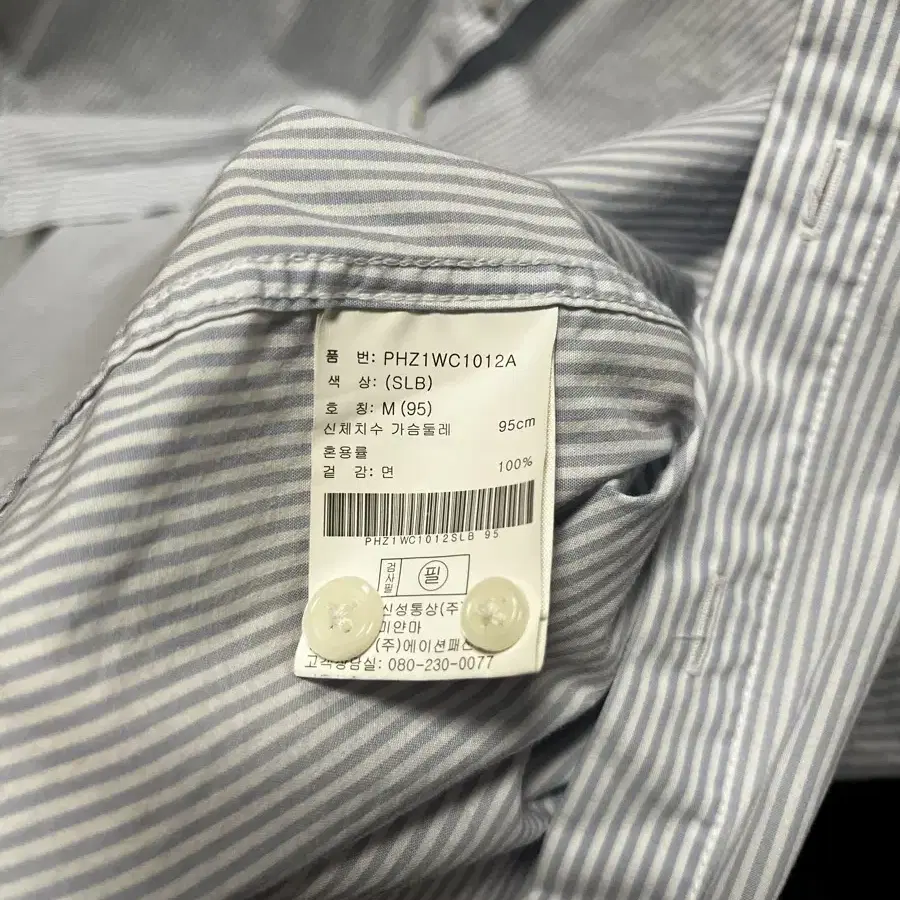 품 번: PHZ1WC1012A
색 상: (SLB)
호 칭: M (95)
신체치수 가슴둘레 95cm
혼용률
겉 감: 면 100%
PHZ1WC1012SLB 95
검사필 필
신성통상(주)
미얀마
(주)에이션패션
고객상담실: 080-230-0077